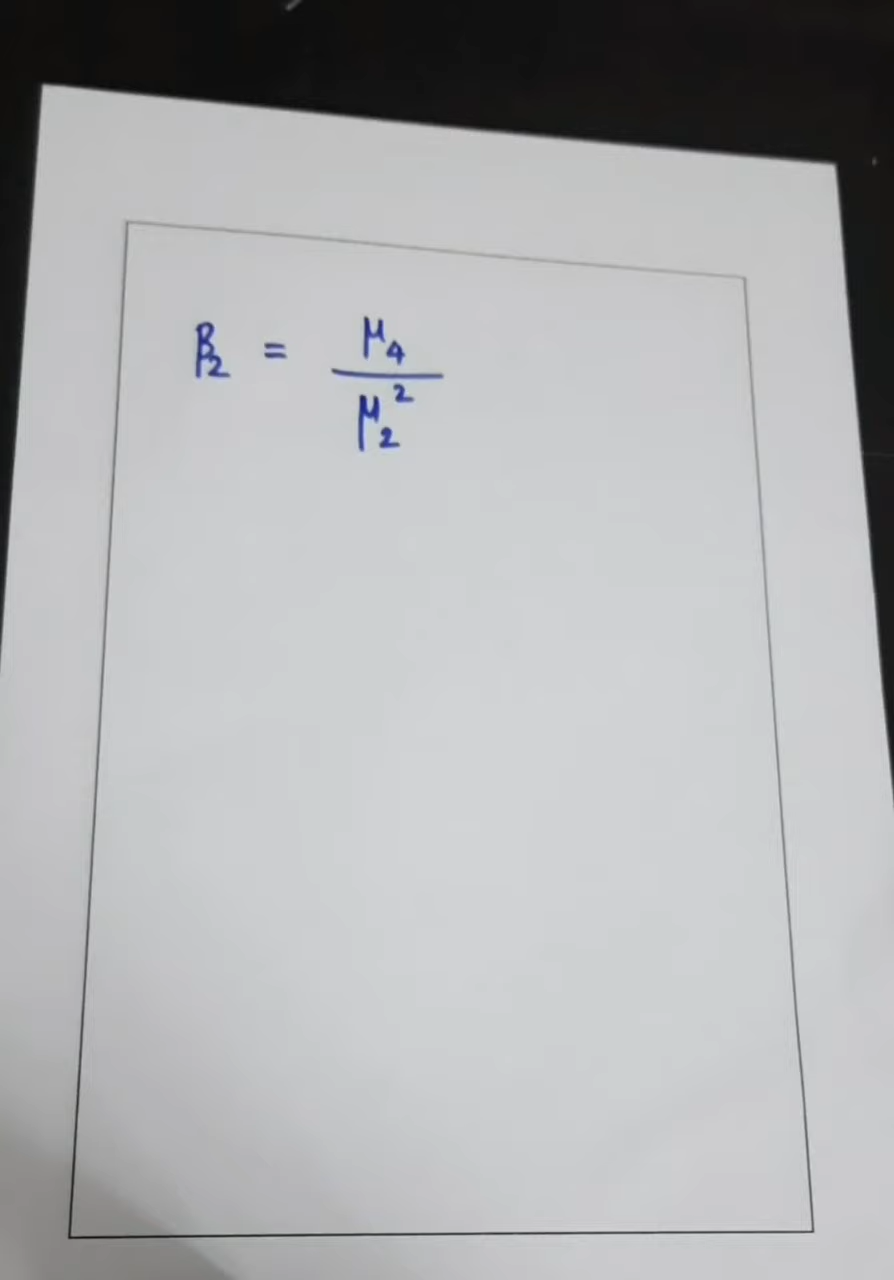 β₂ = μ₄ / μ₂²